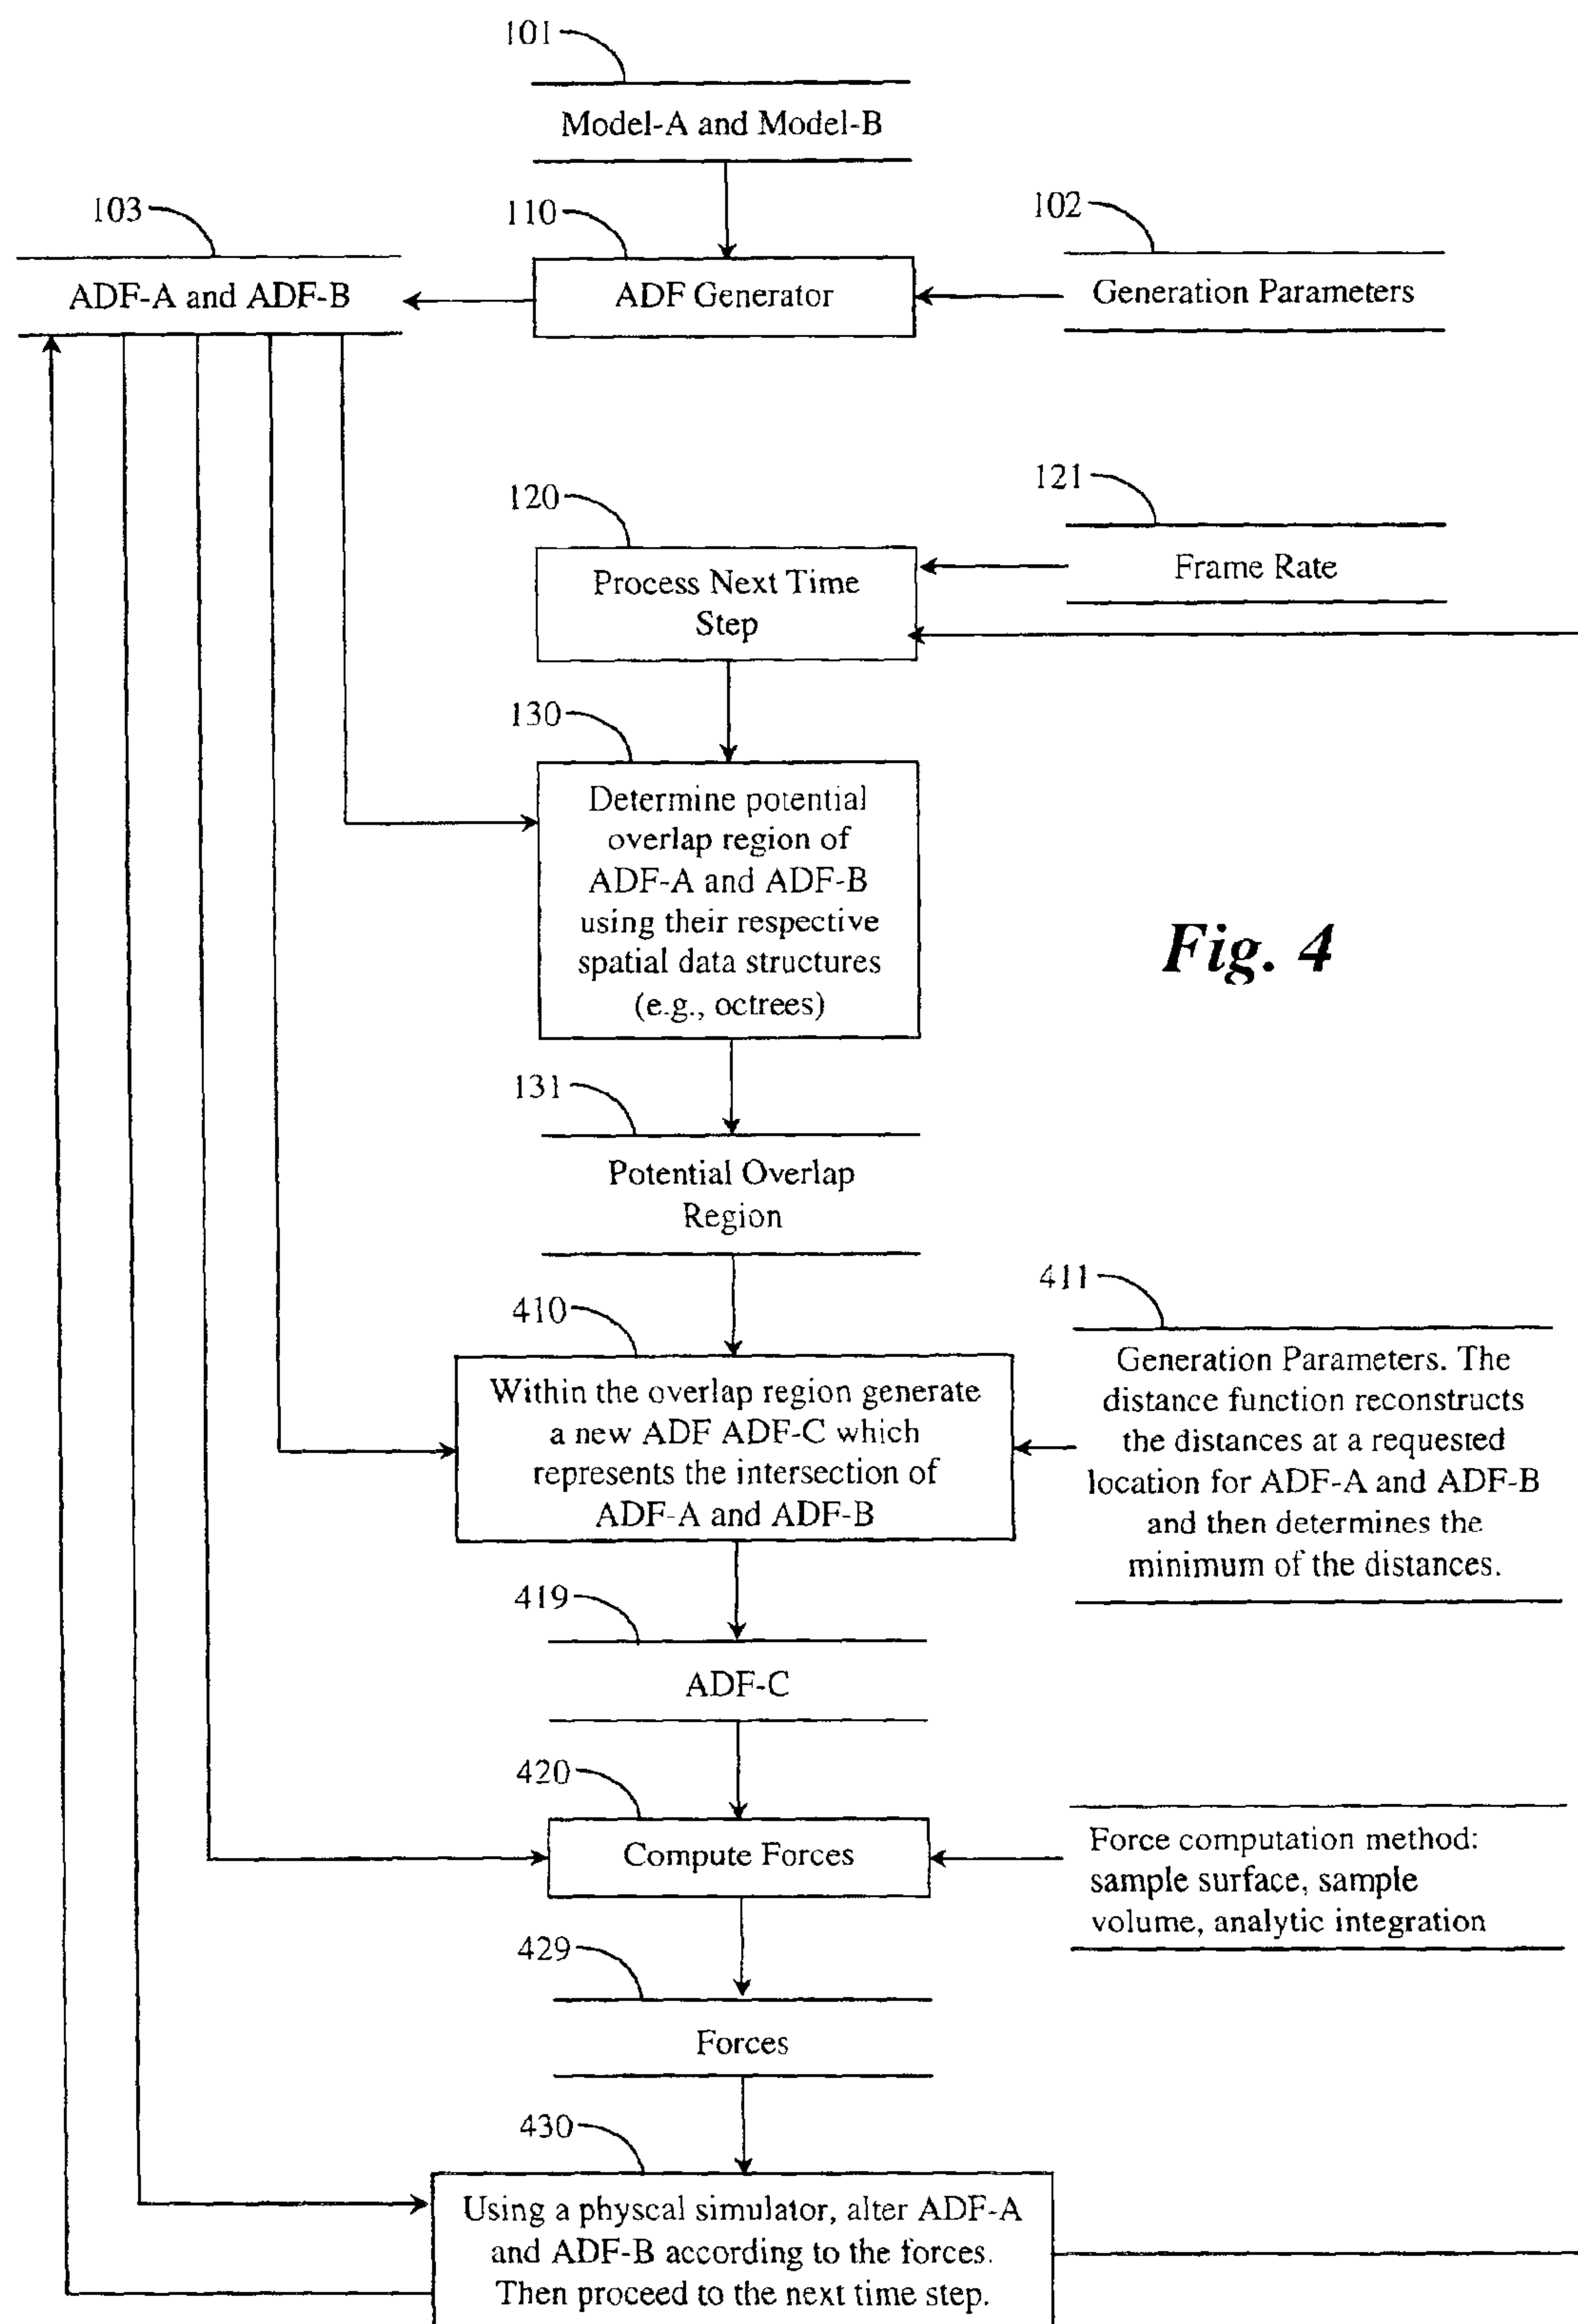 101
Model-A and Model-B
103
110
102
ADF-A and ADF-B
ADF Generator
Generation Parameters
120
121
Process Next Time
Step
Frame Rate
130
Determine potential
overlap region of
ADF-A and ADF-B
using their respective
spatial data structures
(e.g., octrees)
Fig. 4
131
Potential Overlap
Region
410
411
Within the overlap region generate
a new ADF ADF-C which
represents the intersection of
ADF-A and ADF-B
Generation Parameters. The
distance function reconstructs
the distances at a requested
location for ADF-A and ADF-B
and then determines the
minimum of the distances.
419
ADF-C
420
Compute Forces
Force computation method:
sample surface, sample
volume, analytic integration
429
Forces
430
Using a physcal simulator, alter ADF-A
and ADF-B according to the forces.
Then proceed to the next time step.